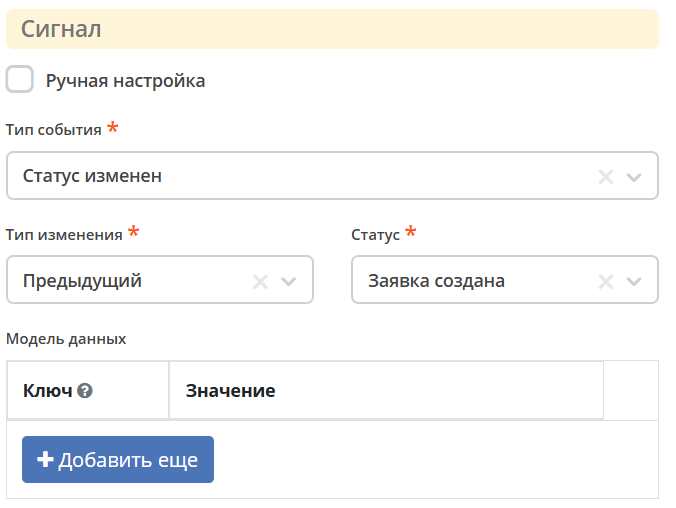 Сигнал
Ручная настройка
Тип события *
Статус изменен
Тип изменения * Статус *
Предыдущий Заявка создана
Модель данных
Ключ ? Значение
+ Добавить еще